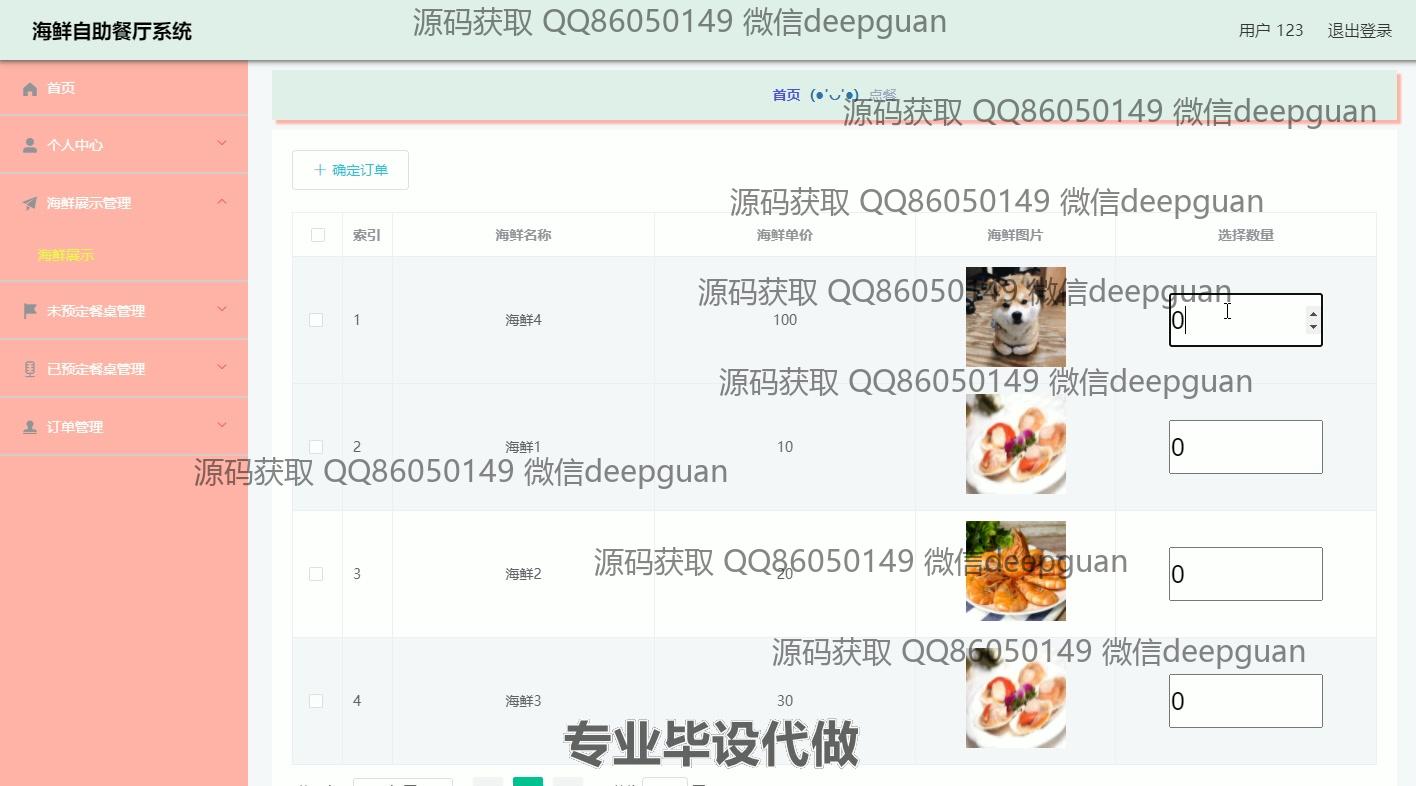 海鲜自助餐厅系统
源码获取 QQ86050149 微信deepguan
用户 123 退出登录
首页
首页 (●'◡'●) 点餐
源码获取 QQ86050149 微信deepguan
个人中心
+ 确定订单
海鲜展示管理
源码获取 QQ86050149 微信deepguan
索引 海鲜名称 海鲜单价 海鲜图片 选择数量
海鲜展示
源码获取 QQ86050149 微信deepguan
未预定餐桌管理
1 海鲜4 100 0
已预定餐桌管理
源码获取 QQ86050149 微信deepguan
订单管理
2 海鲜1 10 0
源码获取 QQ86050149 微信deepguan
源码获取 QQ86050149 微信deepguan
3 海鲜2 20 0
源码获取 QQ86050149 微信deepguan
4 海鲜3 30 0
专业毕设代做